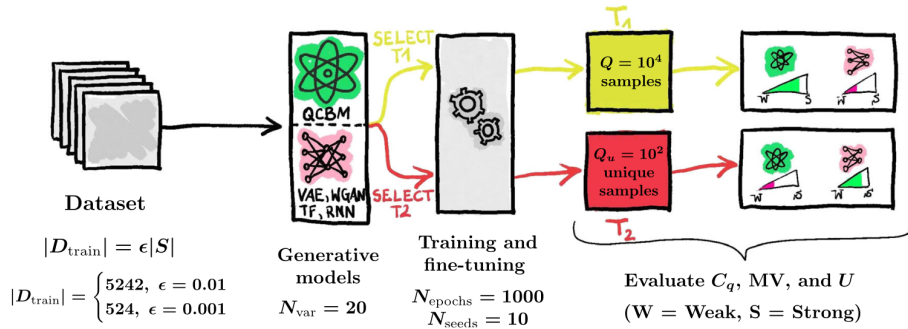 Dataset
|D_train| = ϵ|S|
|D_train| = {5242, ϵ = 0.01
524, ϵ = 0.001
QCBM
VAE, WGAN
TF, RNN
Generative
models
N_var = 20
SELECT
T1
SELECT
T2
Training and
fine-tuning
N_epochs = 1000
N_seeds = 10
T1
Q = 10^4
samples
Q_u = 10^2
unique
samples
T2
W S
W S
W S
W S
Evaluate C_q, MV, and U
(W = Weak, S = Strong)